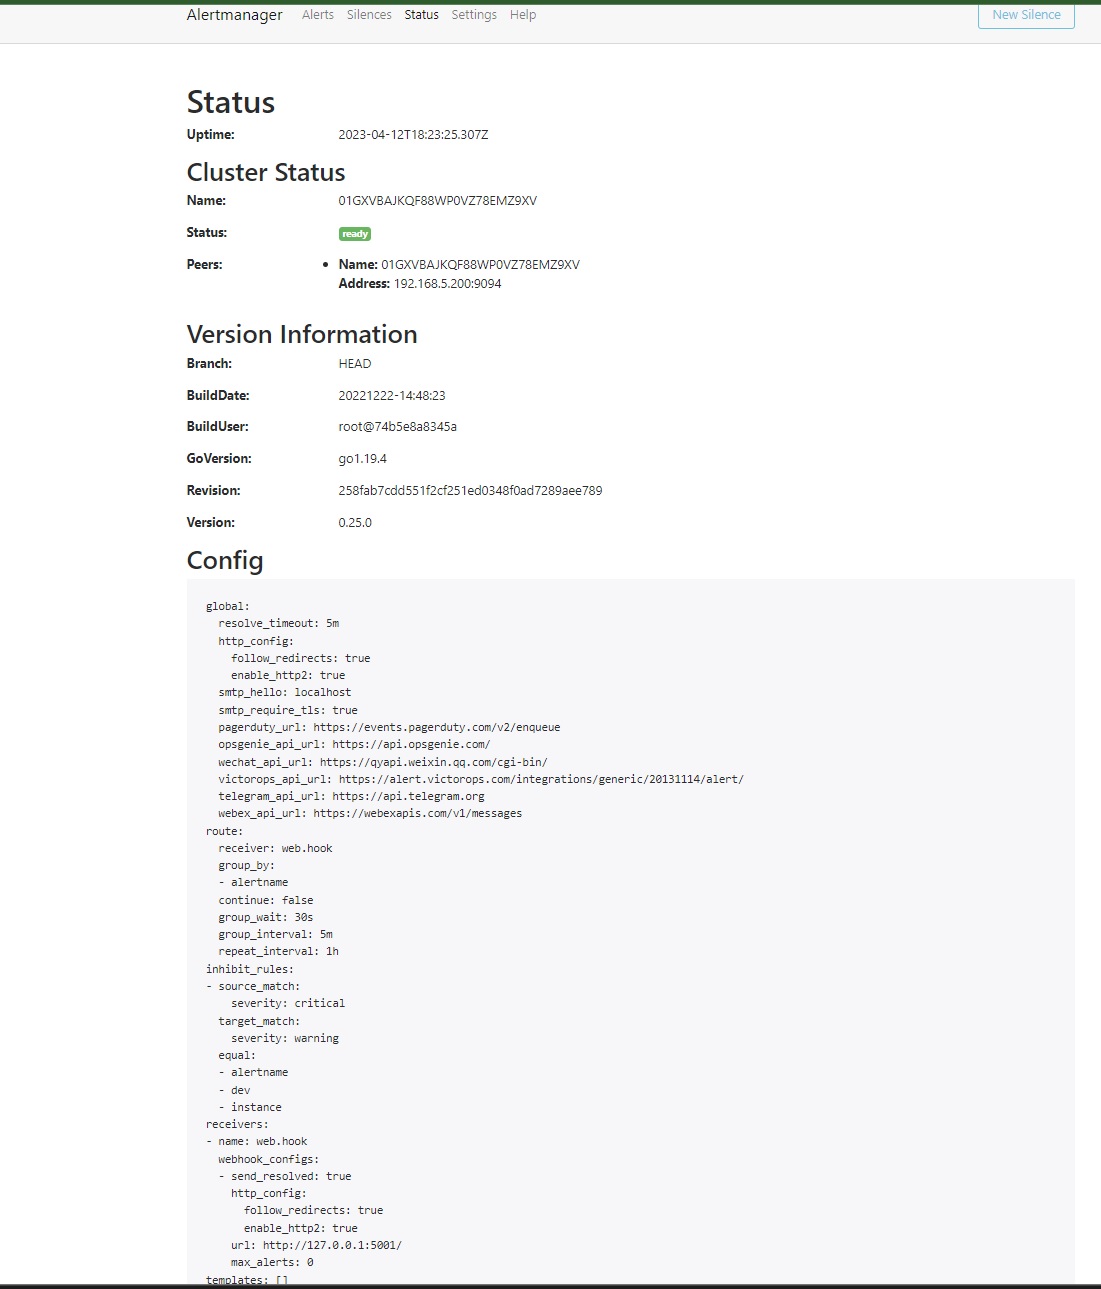 Alertmanager Alerts Silences Status Settings Help New Silence
Status
Uptime: 2023-04-12T18:23:25.307Z
Cluster Status
Name: 01GXVBAJKQF88WP0VZ78EMZ9XV
Status: ready
Peers: • Name: 01GXVBAJKQF88WP0VZ78EMZ9XV
Address: 192.168.5.200:9094
Version Information
Branch: HEAD
BuildDate: 20221222-14:48:23
BuildUser: root@74b5e8a8345a
GoVersion: go1.19.4
Revision: 258fab7cdd551f2cf251ed0348f0ad7289aee789
Version: 0.25.0
Config
global:
  resolve_timeout: 5m
  http_config:
    follow_redirects: true
    enable_http2: true
  smtp_hello: localhost
  smtp_require_tls: true
  pagerduty_url: https://events.pagerduty.com/v2/enqueue
  opsgenie_api_url: https://api.opsgenie.com/
  wechat_api_url: https://qyapi.weixin.qq.com/cgi-bin/
  victorops_api_url: https://alert.victorops.com/integrations/generic/20131114/alert/
  telegram_api_url: https://api.telegram.org
  webex_api_url: https://webexapis.com/v1/messages
route:
  receiver: web.hook
  group_by:
  - alertname
  continue: false
  group_wait: 30s
  group_interval: 5m
  repeat_interval: 1h
inhibit_rules:
- source_match:
    severity: critical
  target_match:
    severity: warning
  equal:
  - alertname
  - dev
  - instance
receivers:
- name: web.hook
  webhook_configs:
  - send_resolved: true
    http_config:
      follow_redirects: true
      enable_http2: true
    url: http://127.0.0.1:5001/
    max_alerts: 0
templates: []